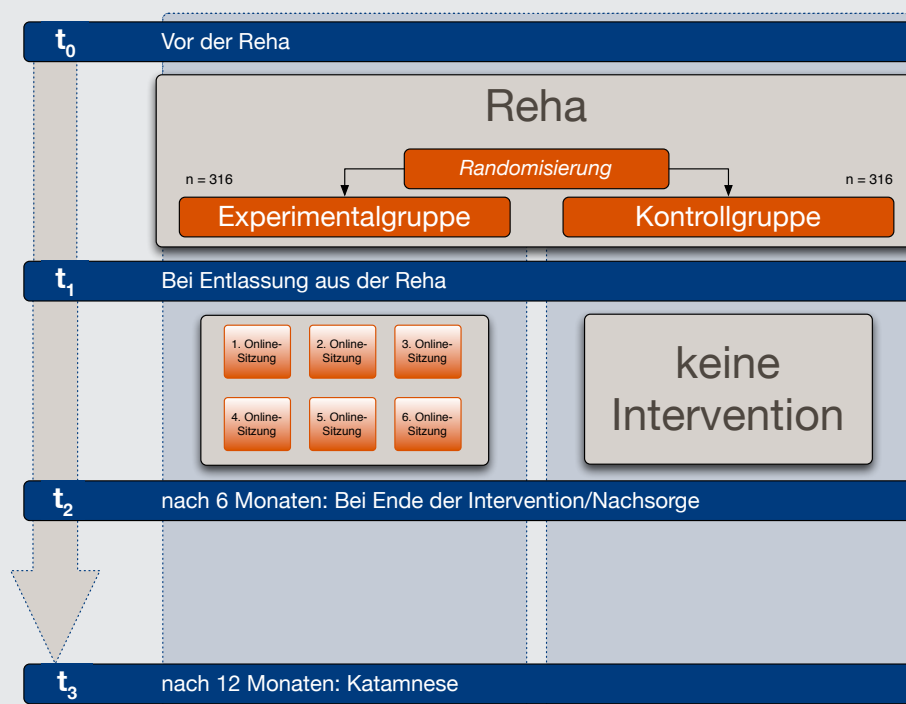 t0 Vor der Reha
Reha
Randomisierung
n = 316
n = 316
Experimentalgruppe
Kontrollgruppe
t1 Bei Entlassung aus der Reha
1. Online-
Sitzung
2. Online-
Sitzung
3. Online-
Sitzung
4. Online-
Sitzung
5. Online-
Sitzung
6. Online-
Sitzung
keine
Intervention
t2 nach 6 Monaten: Bei Ende der Intervention/Nachsorge
t3 nach 12 Monaten: Katamnese